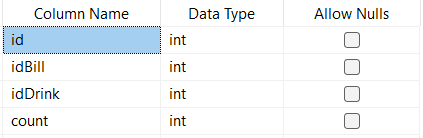 Column Name Data Type Allow Nulls
id int
idBill int
idDrink int
count int